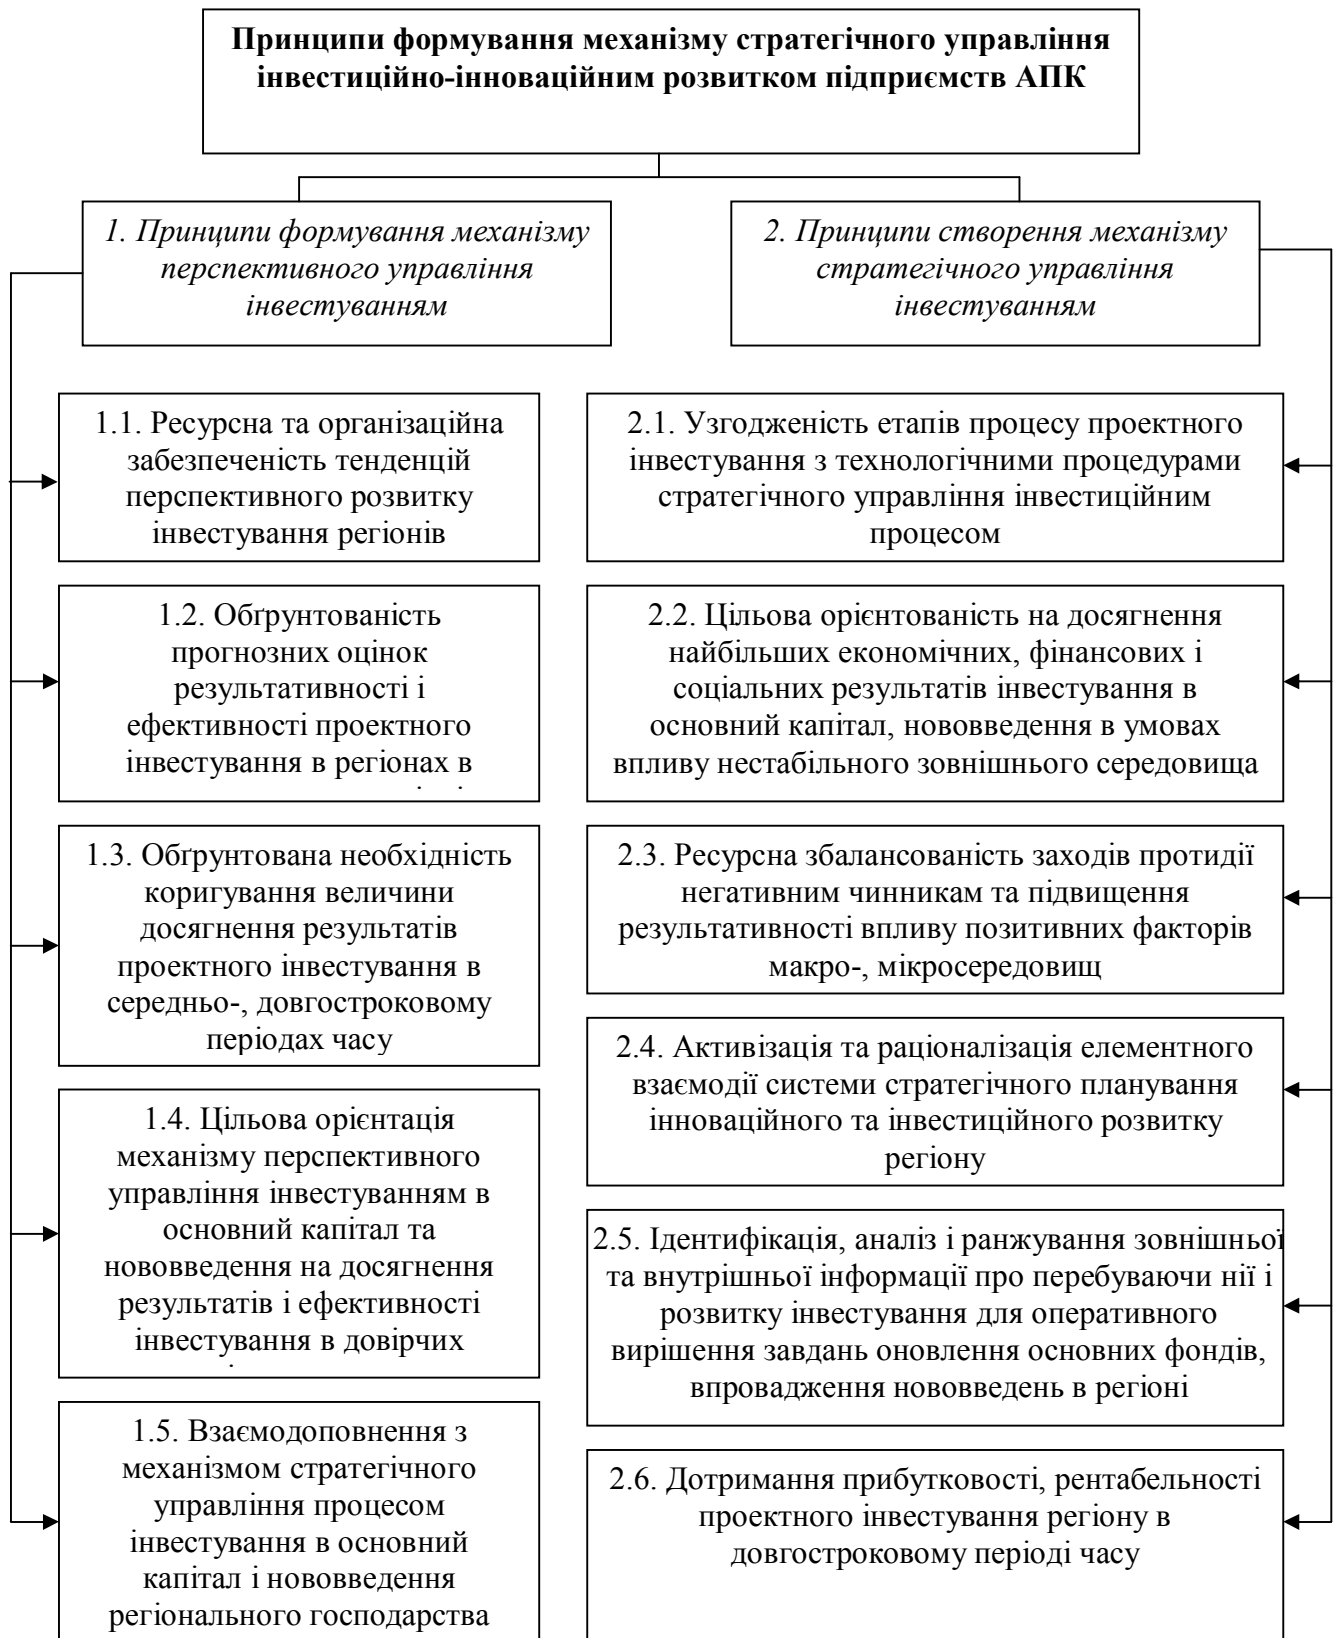 Принципи формування механізму стратегічного управління
інвестиційно-інноваційним розвитком підприємств АПК
1. Принципи формування механізму
перспективного управління
інвестуванням
2. Принципи створення механізму
стратегічного управління
інвестуванням
1.1. Ресурсна та організаційна
забезпеченість тенденцій
перспективного розвитку
інвестування регіонів
1.2. Обґрунтованість
прогнозних оцінок
результативності і
ефективності проектного
інвестування в регіонах в
1.3. Обґрунтована необхідність
коригування величини
досягнення результатів
проектного інвестування в
середньо-, довгостроковому
періодах часу
1.4. Цільова орієнтація
механізму перспективного
управління інвестуванням в
основний капітал та
нововведення на досягнення
результатів і ефективності
інвестування в довірчих
1.5. Взаємодоповнення з
механізмом стратегічного
управління процесом
інвестування в основний
капітал і нововведення
регіонального господарства
2.1. Узгодженість етапів процесу проектного
інвестування з технологічними процедурами
стратегічного управління інвестиційним
процесом
2.2. Цільова орієнтованість на досягнення
найбільших економічних, фінансових і
соціальних результатів інвестування в
основний капітал, нововведення в умовах
впливу нестабільного зовнішнього середовища
2.3. Ресурсна збалансованість заходів протидії
негативним чинникам та підвищення
результативності впливу позитивних факторів
макро-, мікросередовищ
2.4. Активізація та раціоналізація елементного
взаємодії системи стратегічного планування
інноваційного та інвестиційного розвитку
регіону
2.5. Ідентифікація, аналіз і ранжування зовнішньої
та внутрішньої інформації про перебуваючи нії і
розвитку інвестування для оперативного
вирішення завдань оновлення основних фондів,
впровадження нововведень в регіоні
2.6. Дотримання прибутковості, рентабельності
проектного інвестування регіону в
довгостроковому періоді часу